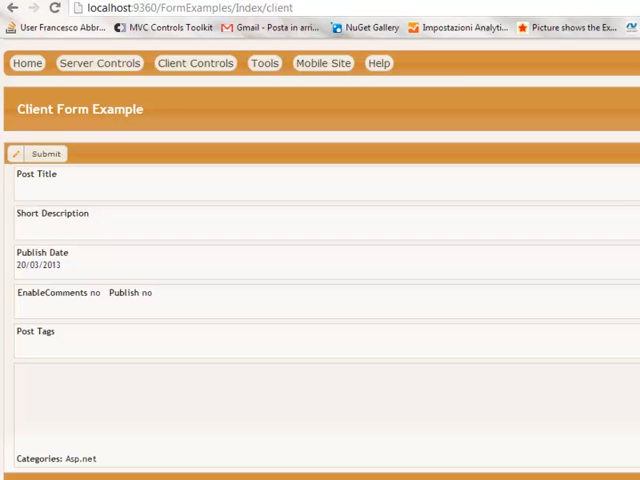 localhost:9360/FormExamples/Index/client
User Francesco Abbr... MVC Controls Toolkit Gmail - Posta in arri... NuGet Gallery Impostazioni Analyti... Picture shows the Ex...
Home Server Controls Client Controls Tools Mobile Site Help
Client Form Example
Submit
Post Title
Short Description
Publish Date
20/03/2013
EnableComments no Publish no
Post Tags
Categories: Asp.net